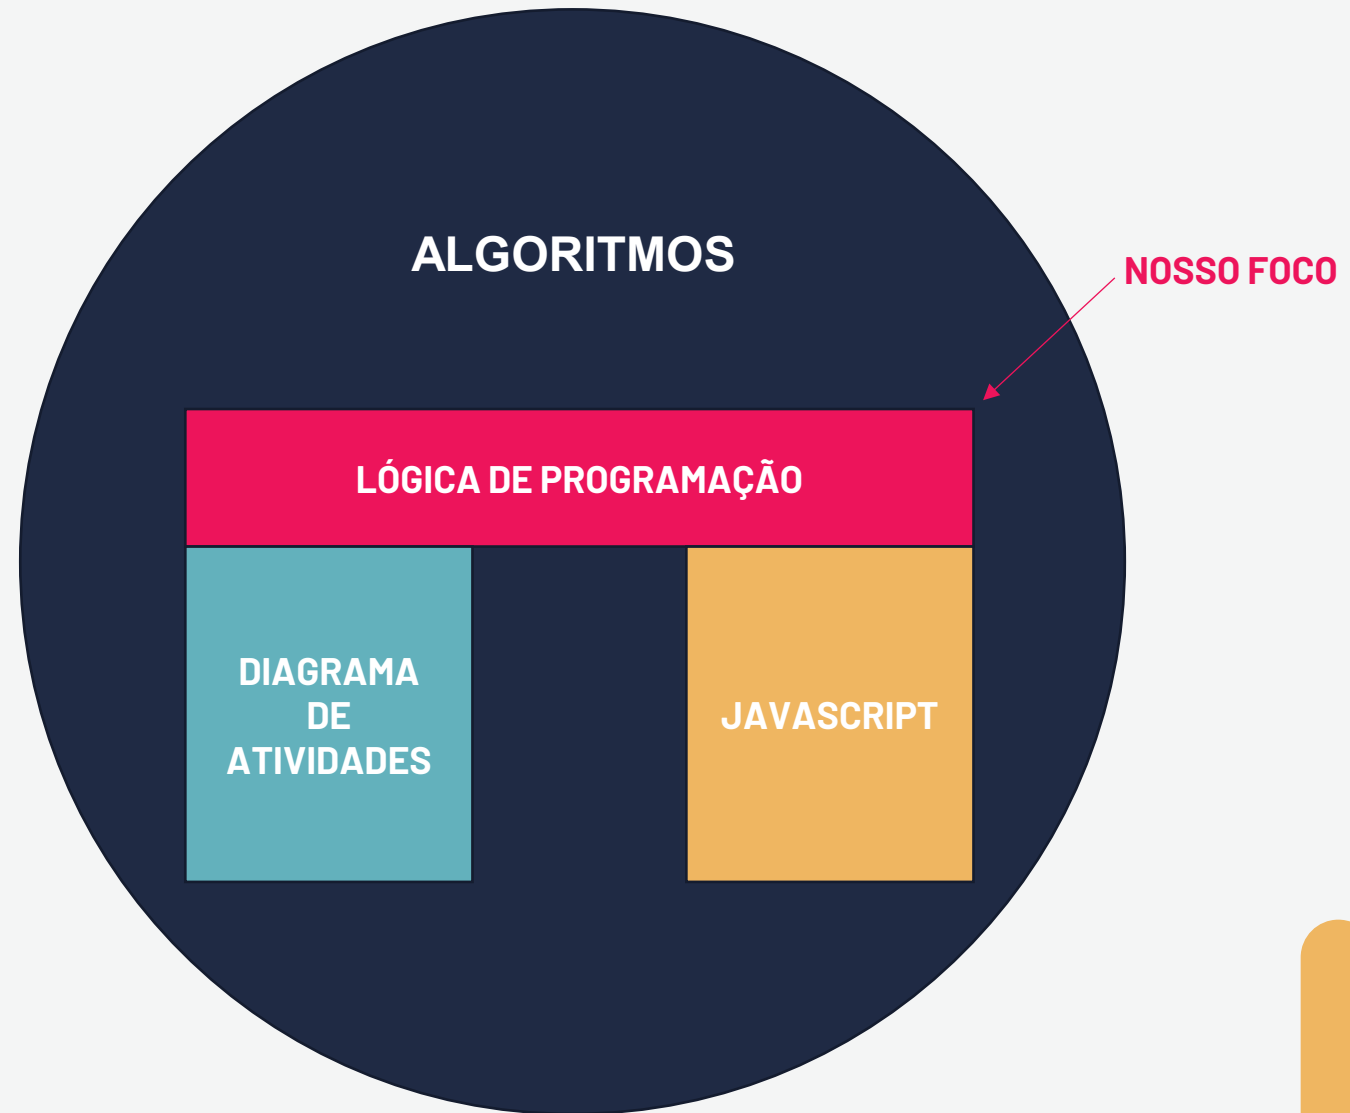 ALGORITMOS
NOSSO FOCO
LÓGICA DE PROGRAMAÇÃO
DIAGRAMA
DE
ATIVIDADES
JAVASCRIPT